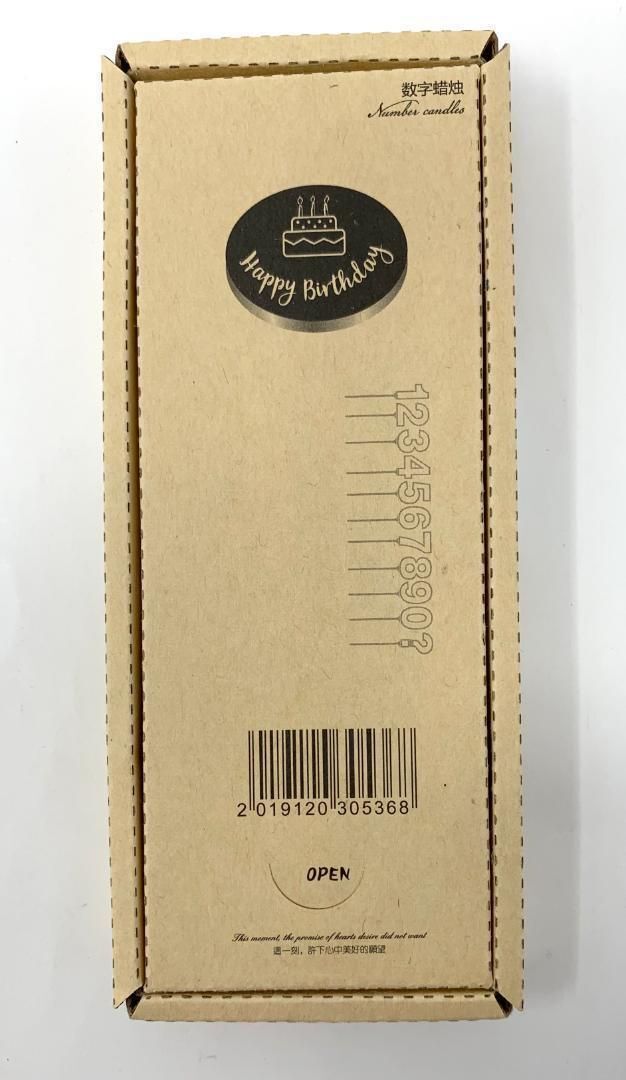 数字蜡烛
Number candles
Happy Birthday
1234567890?
2 019120 305368
OPEN
This moment, the promise of hearts desire did not want
這一刻，許下心中美好的願望